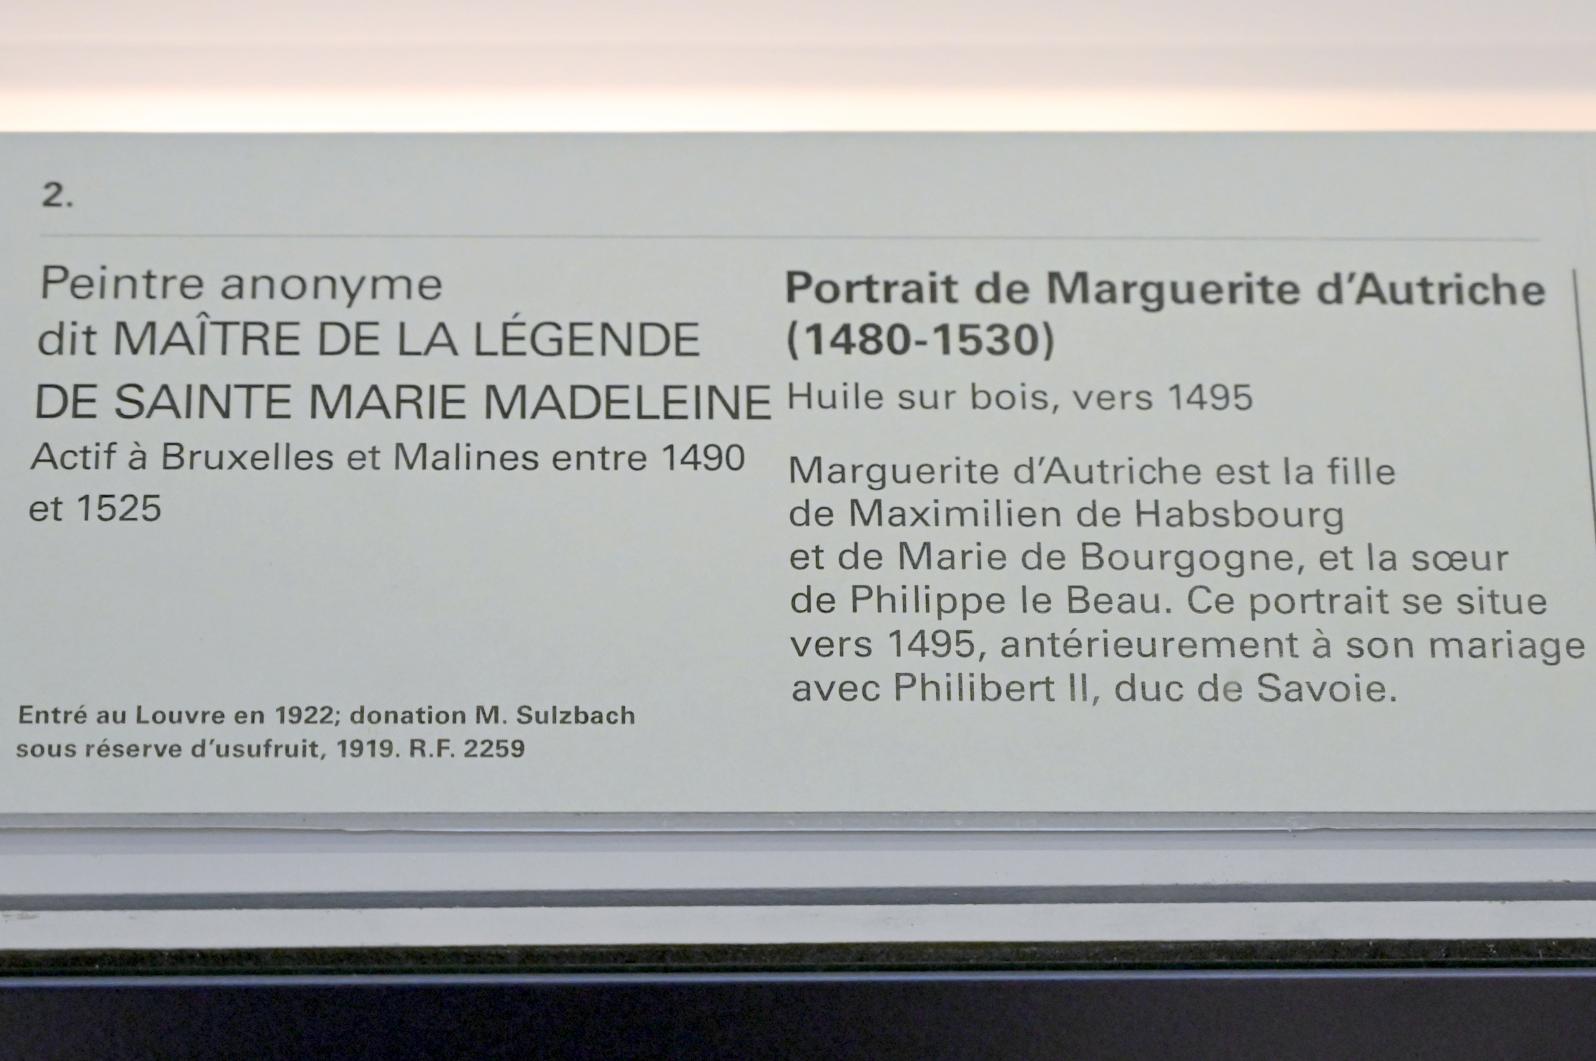 2.
Peintre anonyme
dit MAÎTRE DE LA LÉGENDE
DE SAINTE MARIE MADELEINE
Actif à Bruxelles et Malines entre 1490
et 1525
Entré au Louvre en 1922; donation M. Sulzbach
sous réserve d'usufruit, 1919. R.F. 2259
Portrait de Marguerite d'Autriche
(1480-1530)
Huile sur bois, vers 1495
Marguerite d'Autriche est la fille
de Maximilien de Habsbourg
et de Marie de Bourgogne, et la sœur
de Philippe le Beau. Ce portrait se situe
vers 1495, antérieurement à son mariage
avec Philibert II, duc de Savoie.